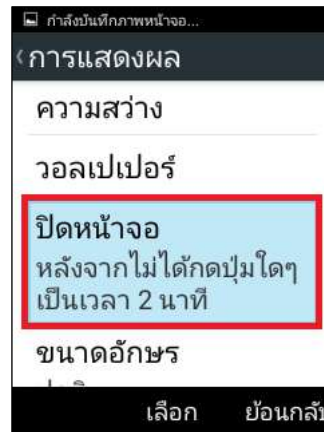 กำลังบันทึกภาพหน้าจอ...
การแสดงผล
ความสว่าง
วอลเปเปอร์
ปิดหน้าจอ
หลังจากไม่ได้กดปุ่มใดๆ
เป็นเวลา 2 นาที
ขนาดอักษร
เลือก ย้อนกลับ